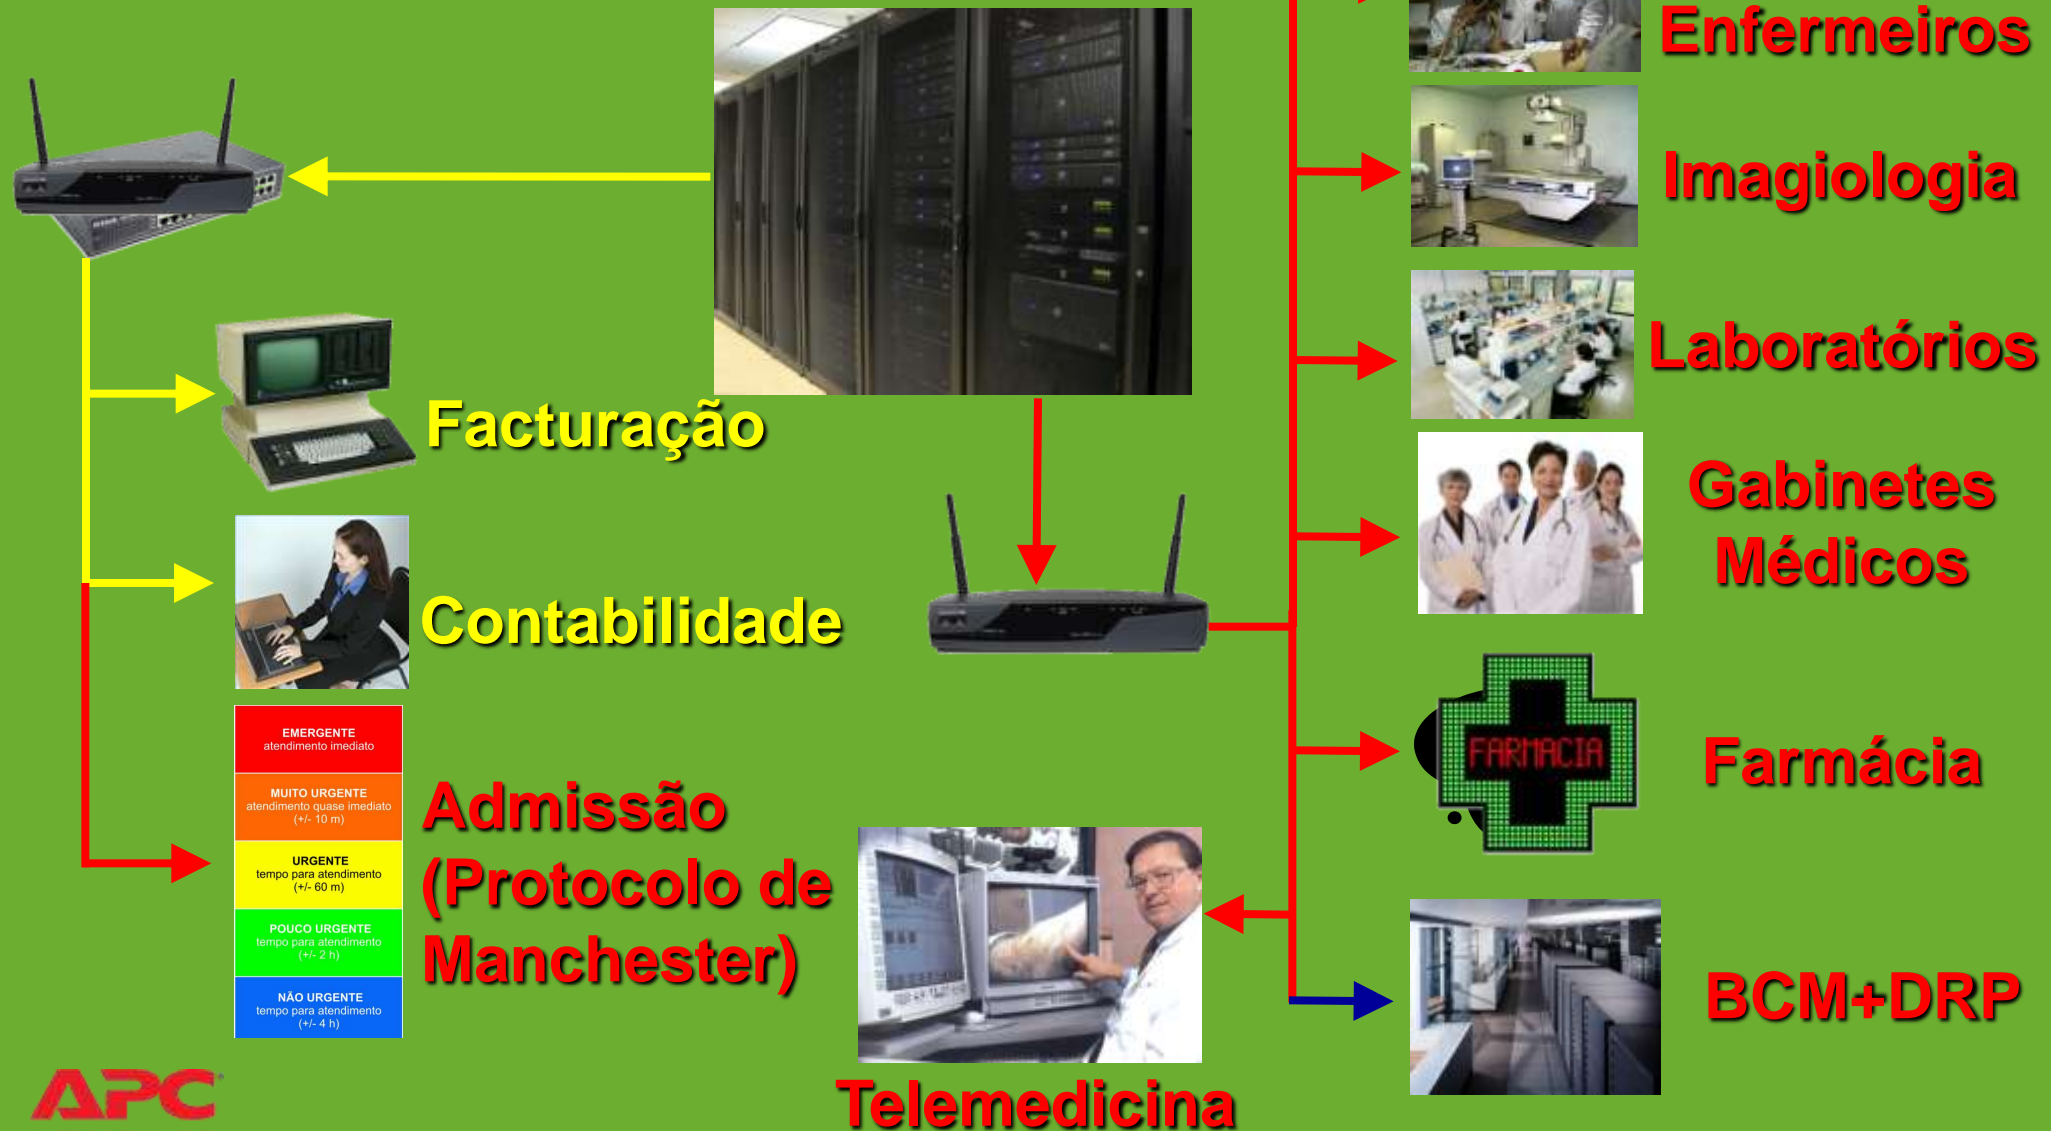 Enfermeiros
Imagiologia
Laboratórios
Facturação
Gabinetes
Médicos
Contabilidade
EMERGENTE
atendimento imediato
MUITO URGENTE
atendimento quase imediato
(+/- 10 m)
URGENTE
tempo para atendimento
(+/- 60 m)
POUCO URGENTE
tempo para atendimento
(+/- 2 h)
NÃO URGENTE
tempo para atendimento
(+/- 4 h)
Admissão
(Protocolo de
Manchester)
FARMACIA
Farmácia
BCM+DRP
Telemedicina
APC